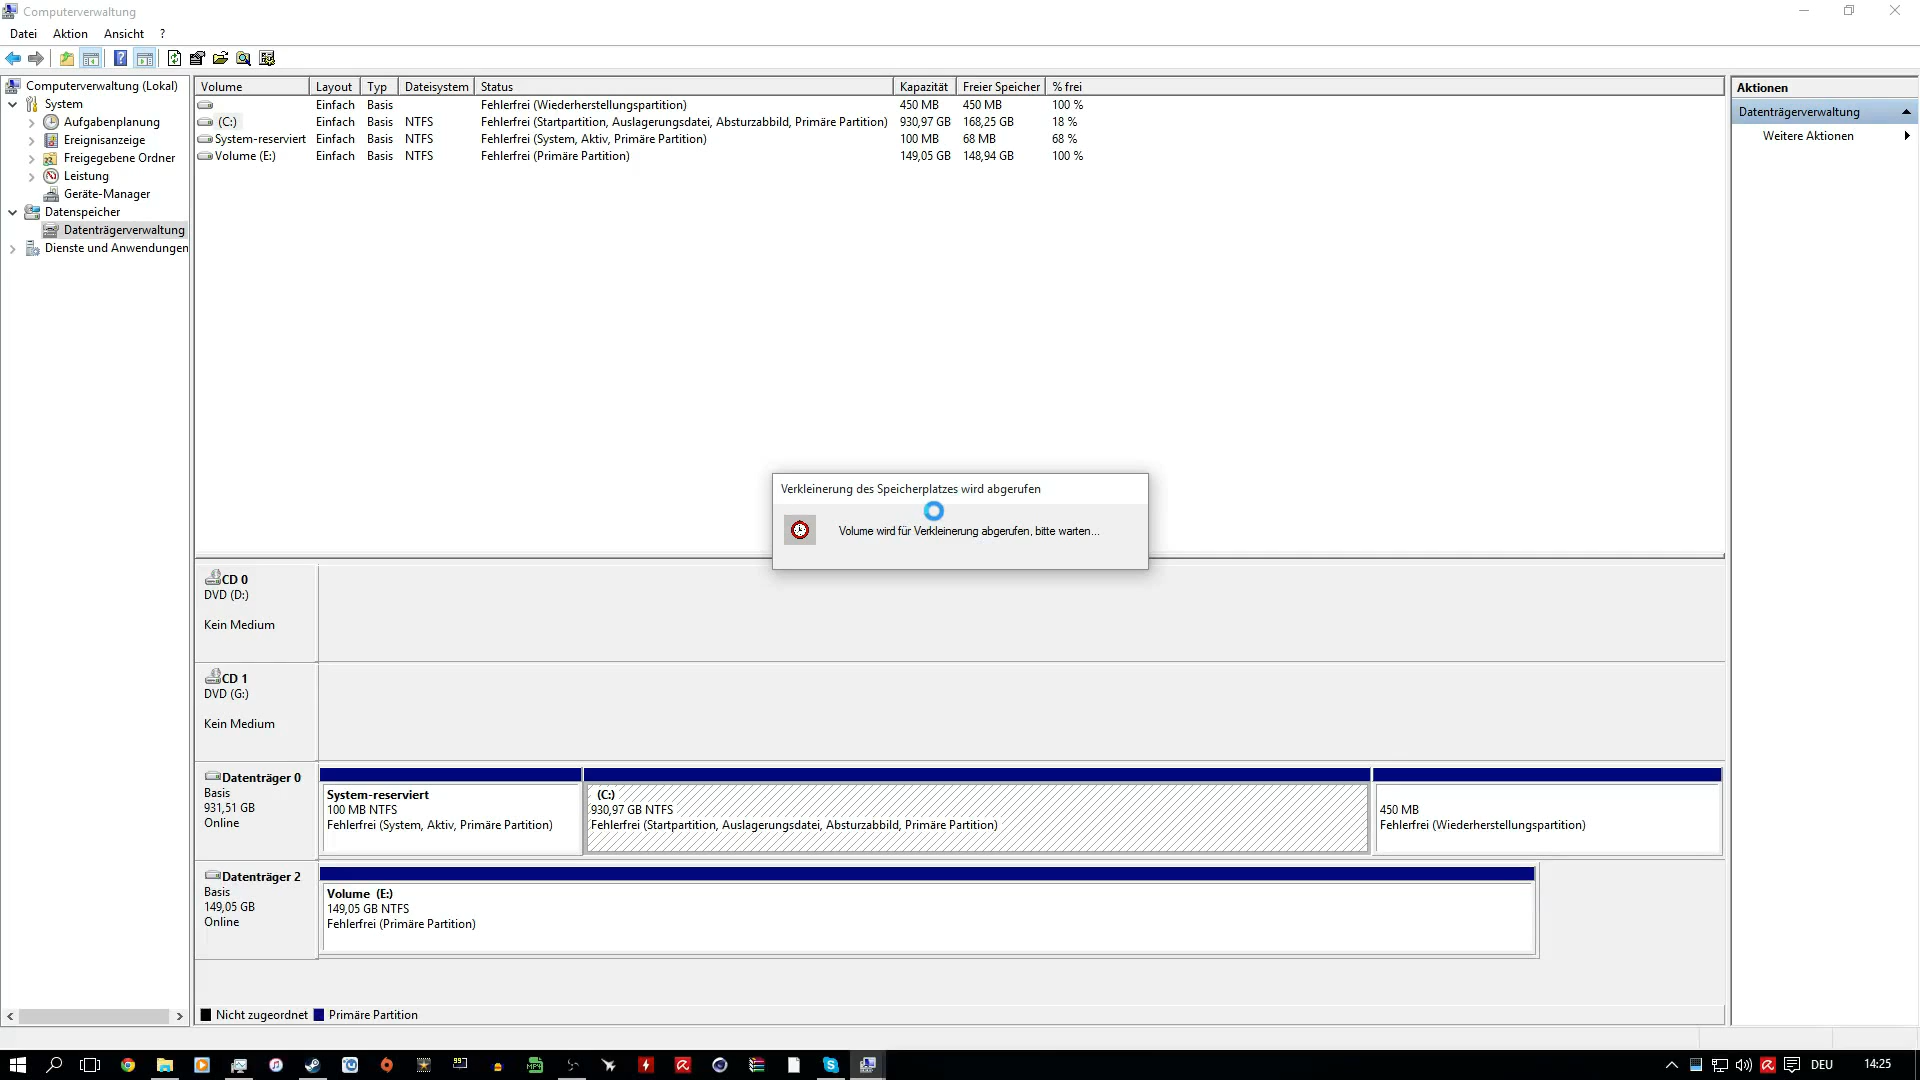 Computerverwaltung
Datei Aktion Ansicht ?
Computerverwaltung (Lokal)
System
Aufgabenplanung
Ereignisanzeige
Freigegebene Ordner
Leistung
Geräte-Manager
Datenspeicher
Datenträgerverwaltung
Dienste und Anwendungen
Volume Layout Typ Dateisystem Status Kapazität Freier Speicher % frei
Einfach Basis Fehlerfrei (Wiederherstellungspartition) 450 MB 450 MB 100 %
(C:) Einfach Basis NTFS Fehlerfrei (Startpartition, Auslagerungsdatei, Absturzabbild, Primäre Partition) 930,97 GB 168,25 GB 18 %
System-reserviert Einfach Basis NTFS Fehlerfrei (System, Aktiv, Primäre Partition) 100 MB 68 MB 68 %
Volume (E:) Einfach Basis NTFS Fehlerfrei (Primäre Partition) 149,05 GB 148,94 GB 100 %
Aktionen
Datenträgerverwaltung
Weitere Aktionen
Verkleinerung des Speicherplatzes wird abgerufen
Volume wird für Verkleinerung abgerufen, bitte warten...
CD 0
DVD (D:)
Kein Medium
CD 1
DVD (G:)
Kein Medium
Datenträger 0
Basis
931,51 GB
Online
System-reserviert
100 MB NTFS
Fehlerfrei (System, Aktiv, Primäre Partition)
(C:)
930,97 GB NTFS
Fehlerfrei (Startpartition, Auslagerungsdatei, Absturzabbild, Primäre Partition)
450 MB
Fehlerfrei (Wiederherstellungspartition)
Datenträger 2
Basis
149,05 GB
Online
Volume (E:)
149,05 GB NTFS
Fehlerfrei (Primäre Partition)
Nicht zugeordnet Primäre Partition
DEU 14:25